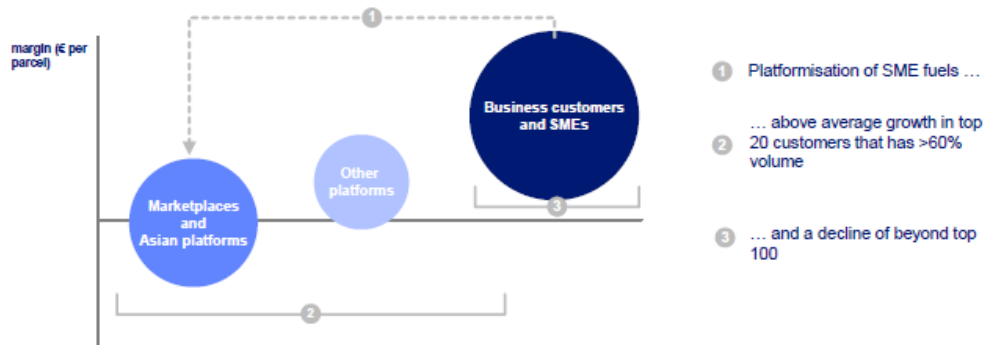 1
margin (€ per
parcel)
Business customers
and SMEs
Other
platforms
Marketplaces
and
Asian platforms
3
2
1 Platformisation of SME fuels …
… above average growth in top
2 20 customers that has >60%
volume
3 … and a decline of beyond top
100